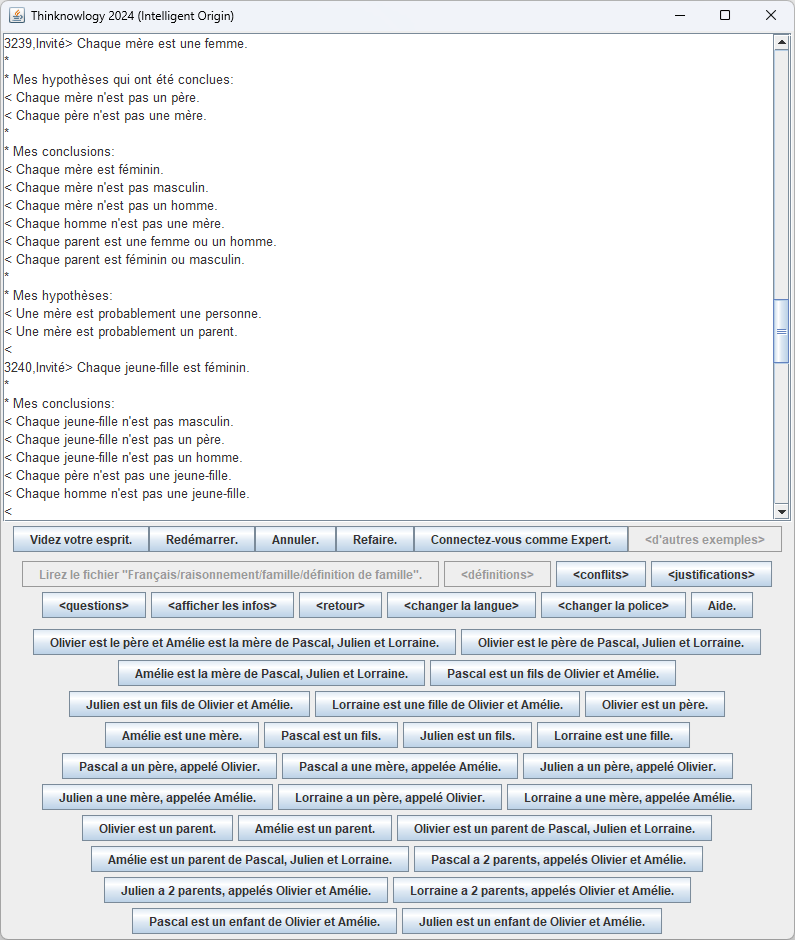 Thinknowlogy 2024 (Intelligent Origin)
3239,Invité> Chaque mère est une femme.
*
* Mes hypothèses qui ont été conclues:
< Chaque mère n'est pas un père.
< Chaque père n'est pas une mère.
*
* Mes conclusions:
< Chaque mère est féminin.
< Chaque mère n'est pas masculin.
< Chaque mère n'est pas un homme.
< Chaque homme n'est pas une mère.
< Chaque parent est une femme ou un homme.
< Chaque parent est féminin ou masculin.
*
* Mes hypothèses:
< Une mère est probablement une personne.
< Une mère est probablement un parent.
<
3240,Invité> Chaque jeune-fille est féminin.
*
* Mes conclusions:
< Chaque jeune-fille n'est pas masculin.
< Chaque jeune-fille n'est pas un père.
< Chaque jeune-fille n'est pas un homme.
< Chaque père n'est pas une jeune-fille.
< Chaque homme n'est pas une jeune-fille.
<
Videz votre esprit. Redémarrer. Annuler. Refaire. Connectez-vous comme Expert. <d'autres exemples>
Lirez le fichier "Français/raisonnement/famille/définition de famille". <définitions> <conflits> <justifications>
<questions> <afficher les infos> <retour> <changer la langue> <changer la police> Aide.
Olivier est le père et Amélie est la mère de Pascal, Julien et Lorraine. Olivier est le père de Pascal, Julien et Lorraine.
Amélie est la mère de Pascal, Julien et Lorraine. Pascal est un fils de Olivier et Amélie.
Julien est un fils de Olivier et Amélie. Lorraine est une fille de Olivier et Amélie. Olivier est un père.
Amélie est une mère. Pascal est un fils. Julien est un fils. Lorraine est une fille.
Pascal a un père, appelé Olivier. Pascal a une mère, appelée Amélie. Julien a un père, appelé Olivier.
Julien a une mère, appelée Amélie. Lorraine a un père, appelé Olivier. Lorraine a une mère, appelée Amélie.
Olivier est un parent. Amélie est un parent. Olivier est un parent de Pascal, Julien et Lorraine.
Amélie est un parent de Pascal, Julien et Lorraine. Pascal a 2 parents, appelés Olivier et Amélie.
Julien a 2 parents, appelés Olivier et Amélie. Lorraine a 2 parents, appelés Olivier et Amélie.
Pascal est un enfant de Olivier et Amélie. Julien est un enfant de Olivier et Amélie.